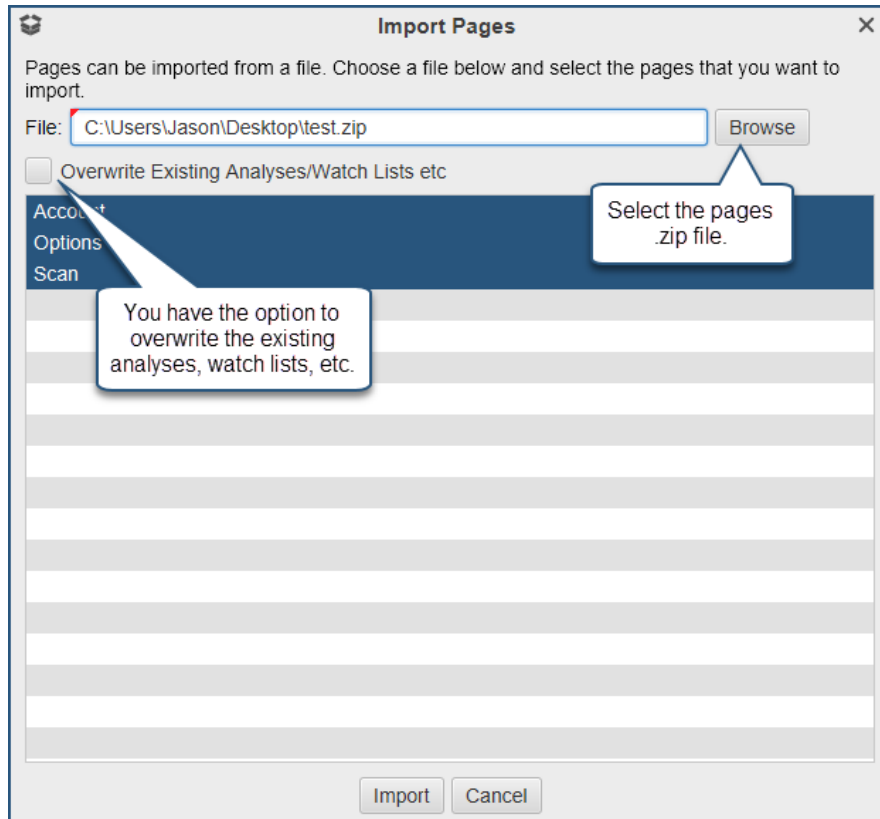 Import Pages
Pages can be imported from a file. Choose a file below and select the pages that you want to
import.
File: C:\Users\Jason\Desktop\test.zip Browse
Overwrite Existing Analyses/Watch Lists etc
Account
Options
Scan
Select the pages
.zip file.
You have the option to
overwrite the existing
analyses, watch lists, etc.
Import Cancel